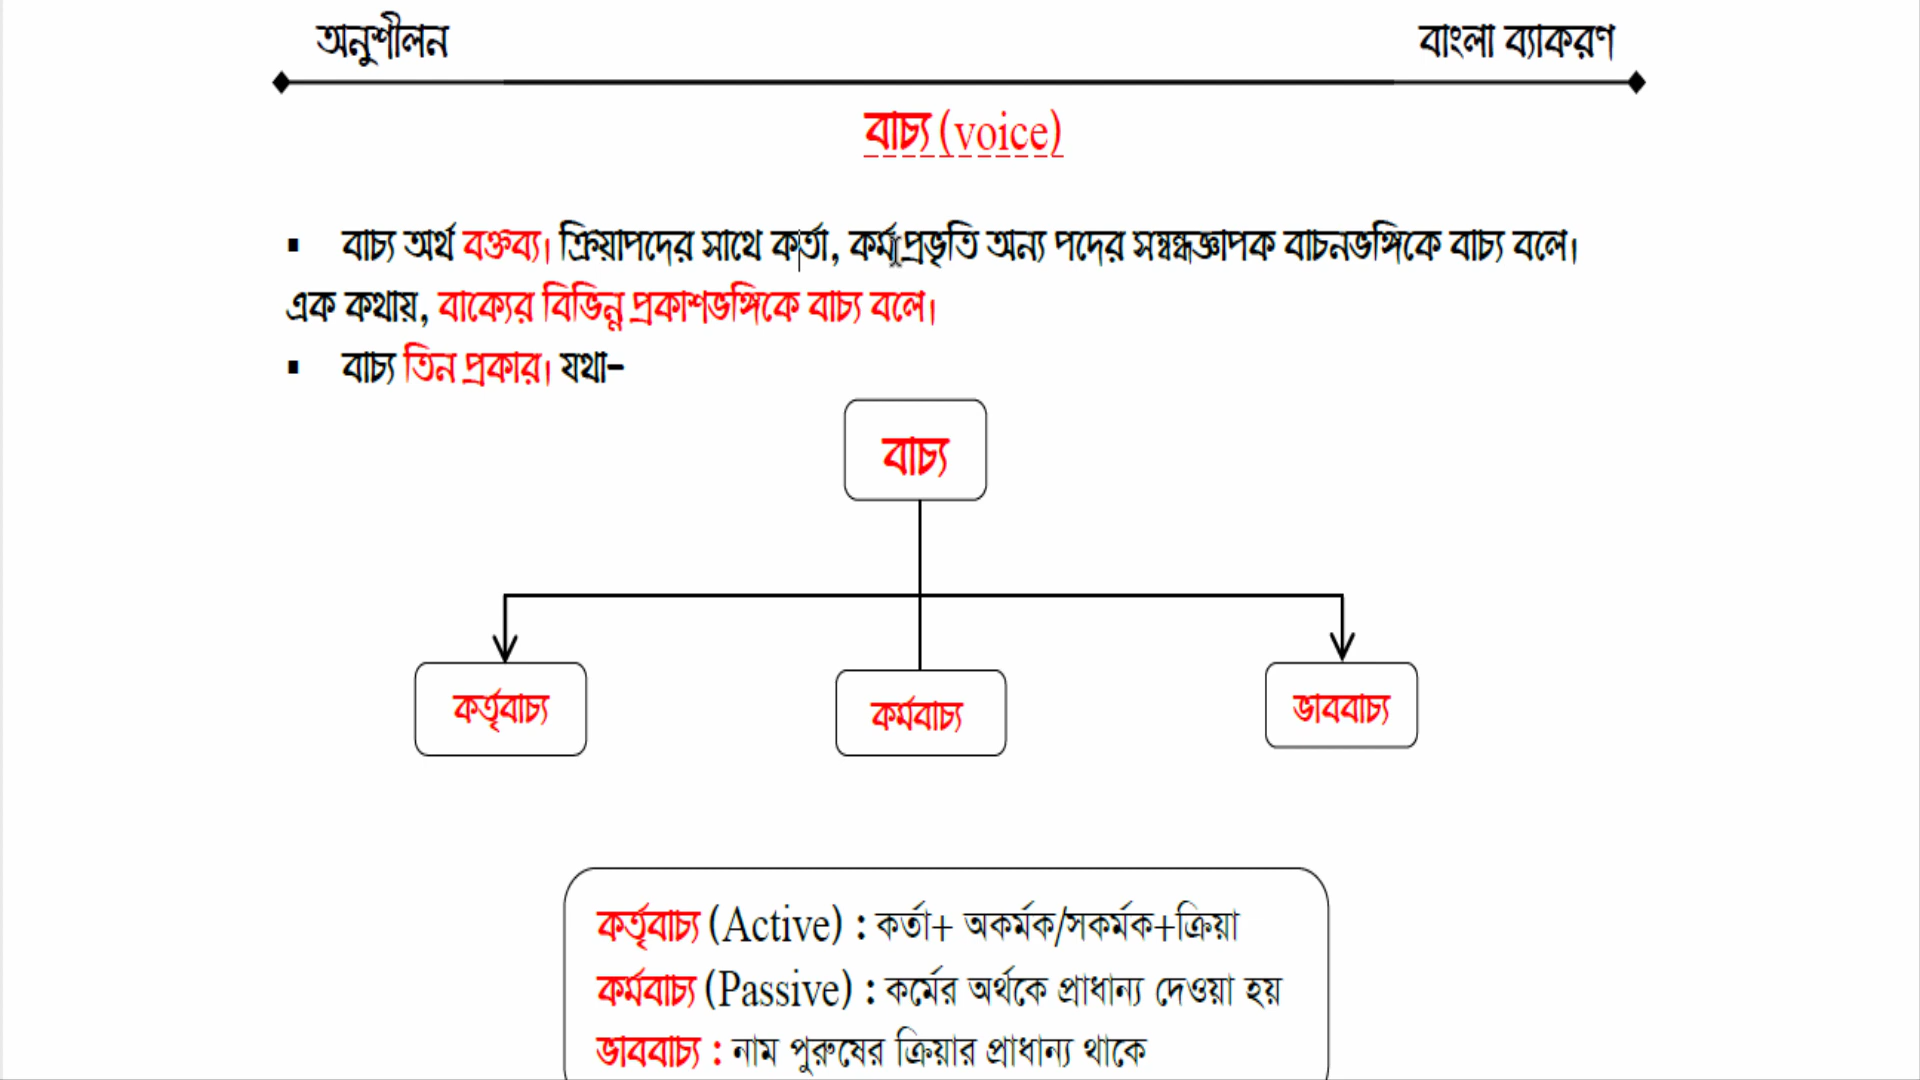 অনুশীলন বাংলা ব্যাকরণ
বাচ্য (voice)
▪ বাচ্য অর্থ বক্তব্য। ক্রিয়াপদের সাথে কর্তা, কর্ম প্রভৃতি অন্য পদের সম্বন্ধজ্ঞাপক বাচনভঙ্গিকে বাচ্য বলে।
এক কথায়, বাক্যের বিভিন্ন প্রকাশভঙ্গিকে বাচ্য বলে।
▪ বাচ্য তিন প্রকার। যথা–
বাচ্য
কর্তৃবাচ্য কর্মবাচ্য ভাববাচ্য
কর্তৃবাচ্য (Active) : কর্তা+ অকর্মক/সকর্মক+ক্রিয়া
কর্মবাচ্য (Passive) : কর্মের অর্থকে প্রাধান্য দেওয়া হয়
ভাববাচ্য : নাম পুরুষের ক্রিয়ার প্রাধান্য থাকে